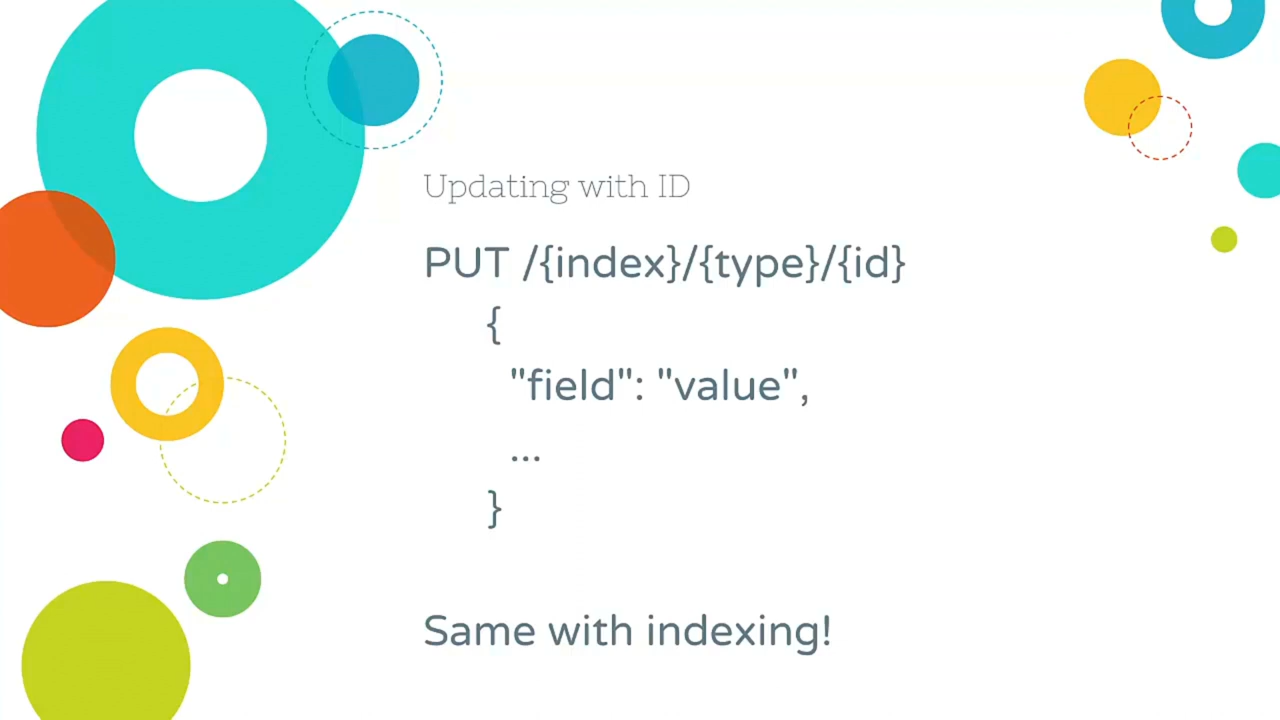 Updating with ID
PUT /{index}/{type}/{id}
{
"field": "value",
...
}
Same with indexing!